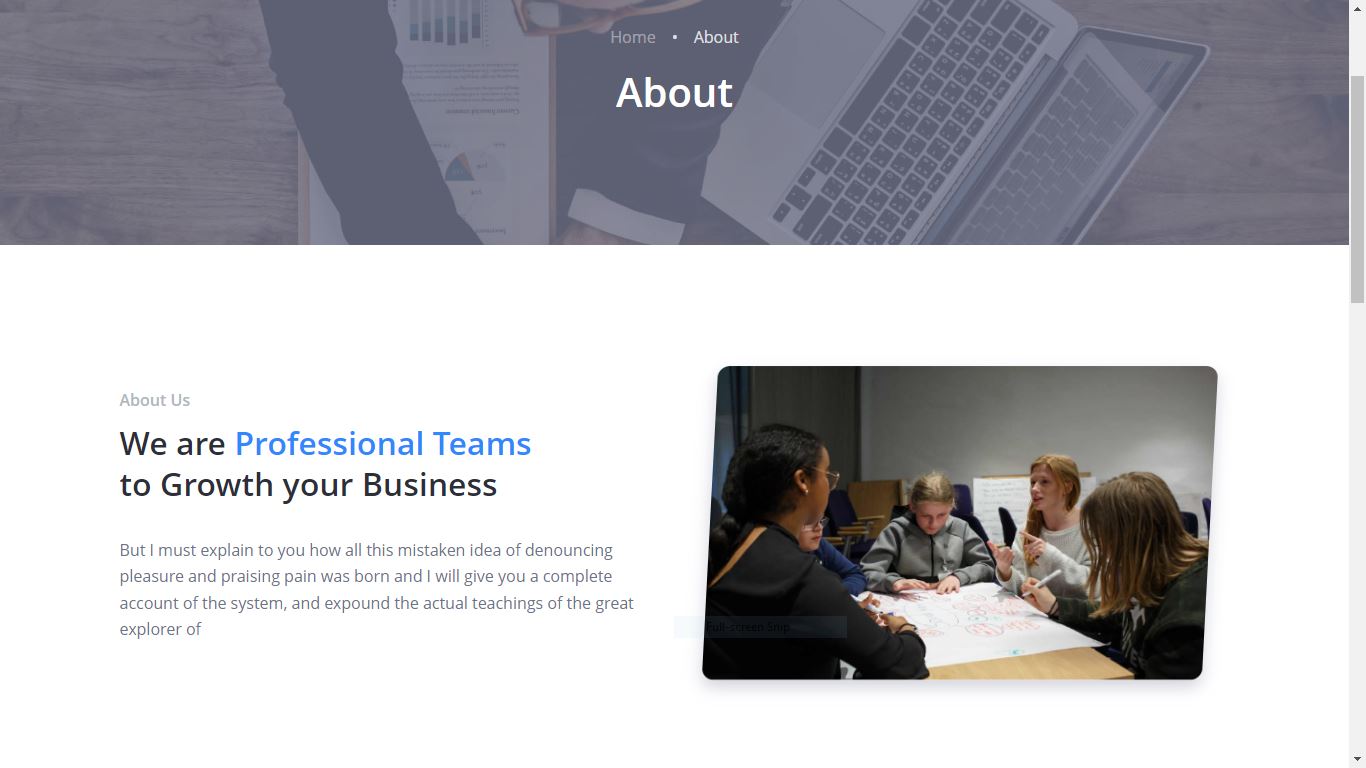 Home • About
About
About Us
We are Professional Teams
to Growth your Business
But I must explain to you how all this mistaken idea of denouncing
pleasure and praising pain was born and I will give you a complete
account of the system, and expound the actual teachings of the great
explorer of
Full-screen Snip